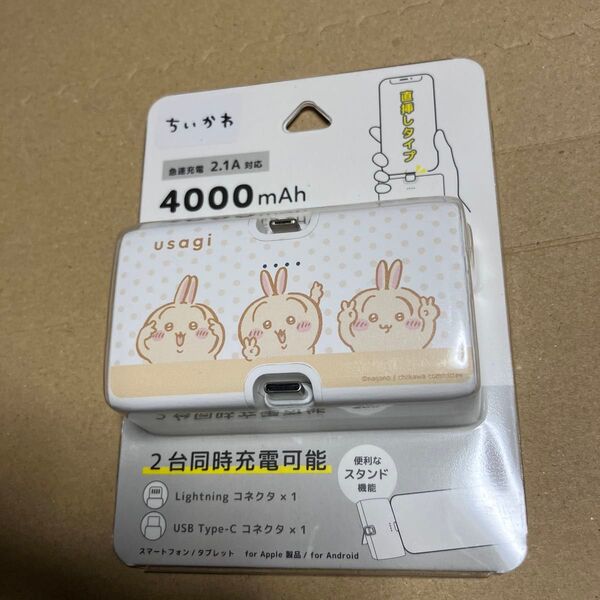 ちいかわ
直挿しタイプ
急速充電 2.1A 対応
4000mAh
usagi
©nagano / chiikawa committee
2台同時充電可能
便利な
スタンド
機能
Lightning コネクタ × 1
USB Type-C コネクタ × 1
スマートフォン / タブレット for Apple 製品 / for Android